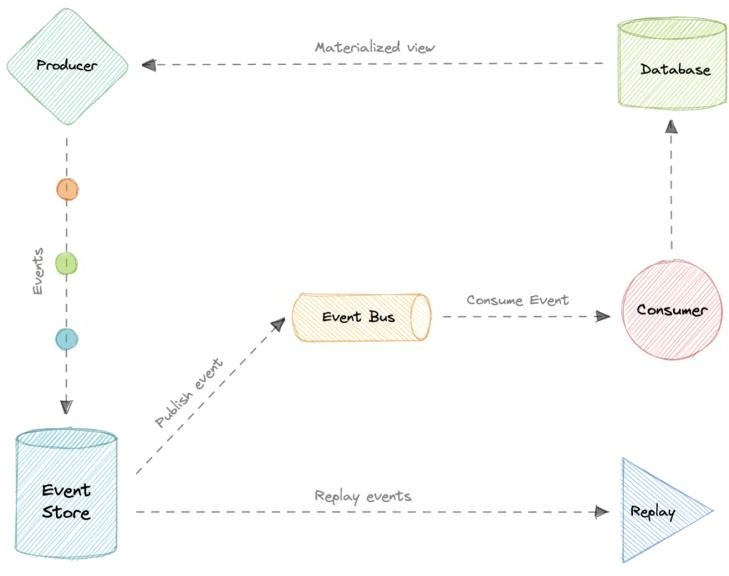 Producer
Materialized view
Database
Events
Event Bus
Consume Event
Consumer
Publish event
Event
Store
Replay events
Replay